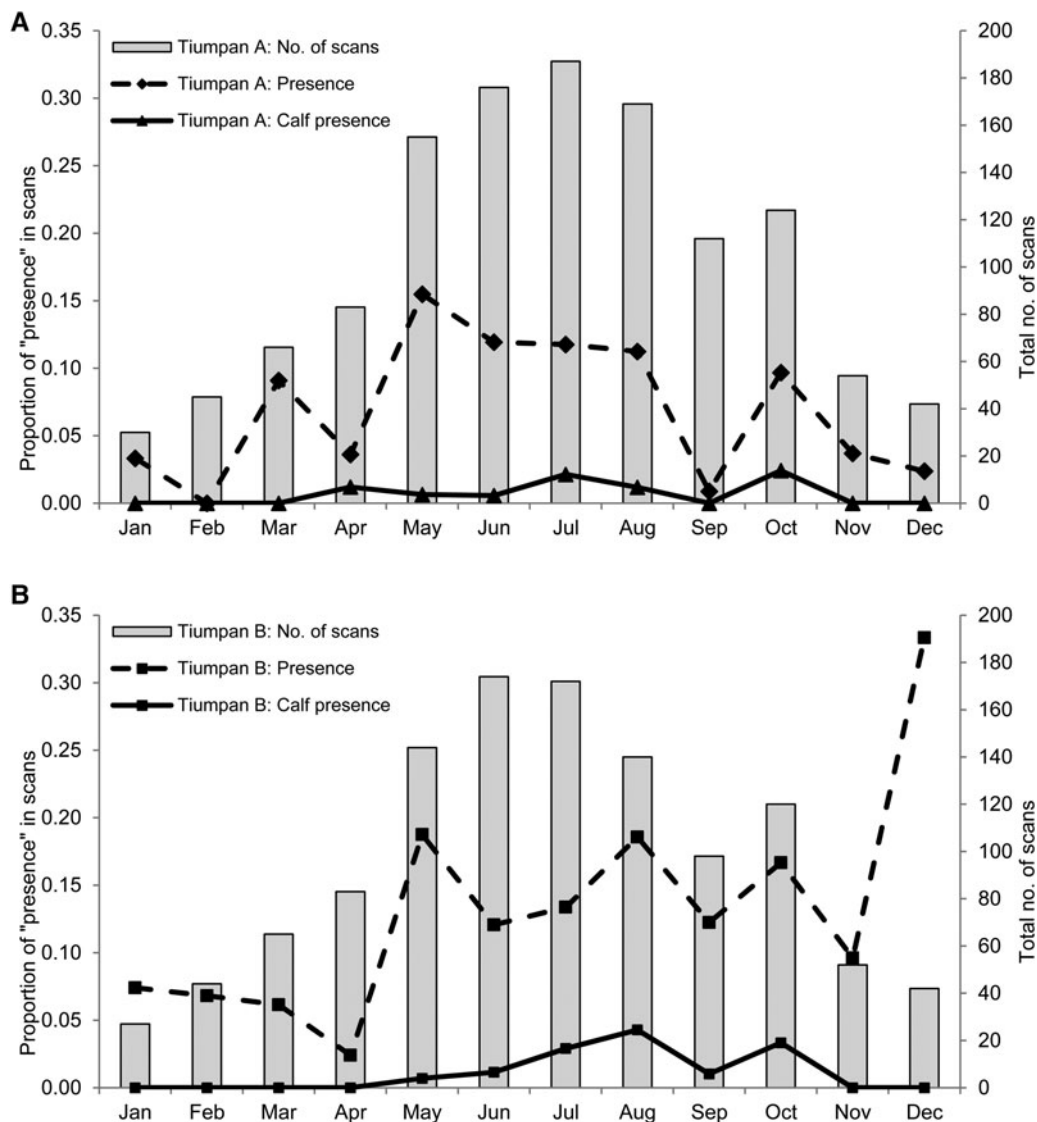 A
Tiumpan A: No. of scans
Tiumpan A: Presence
Tiumpan A: Calf presence
Proportion of "presence" in scans
0.35
0.30
0.25
0.20
0.15
0.10
0.05
0.00
200
180
160
140
120
100
80
60
40
20
0
Total no. of scans
Jan Feb Mar Apr May Jun Jul Aug Sep Oct Nov Dec
B
Tiumpan B: No. of scans
Tiumpan B: Presence
Tiumpan B: Calf presence
Proportion of "presence" in scans
0.35
0.30
0.25
0.20
0.15
0.10
0.05
0.00
200
180
160
140
120
100
80
60
40
20
0
Total no. of scans
Jan Feb Mar Apr May Jun Jul Aug Sep Oct Nov Dec